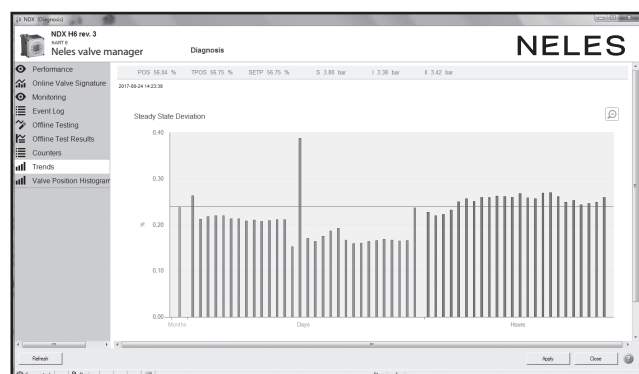 NDX (Diagnosis)
NDX H6 rev. 3
HART 6
Neles valve manager
Diagnosis
NELES
Performance
Online Valve Signature
Monitoring
Event Log
Offline Testing
Offline Test Results
Counters
Trends
Valve Position Histogram
POS 56.84 % TPOS 56.75 % SETP 56.75 % S 3.88 bar I 3.38 bar II 3.42 bar
2017-08-24 14:23:39
Steady State Deviation
0,40
0,30
%
0,20
0,10
0,00
Months
Days
Hours
Refresh
Apply
Close